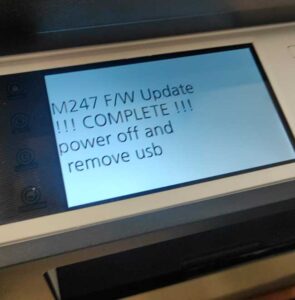 M247 F/W Update
!!! COMPLETE !!!
power off and
remove usb